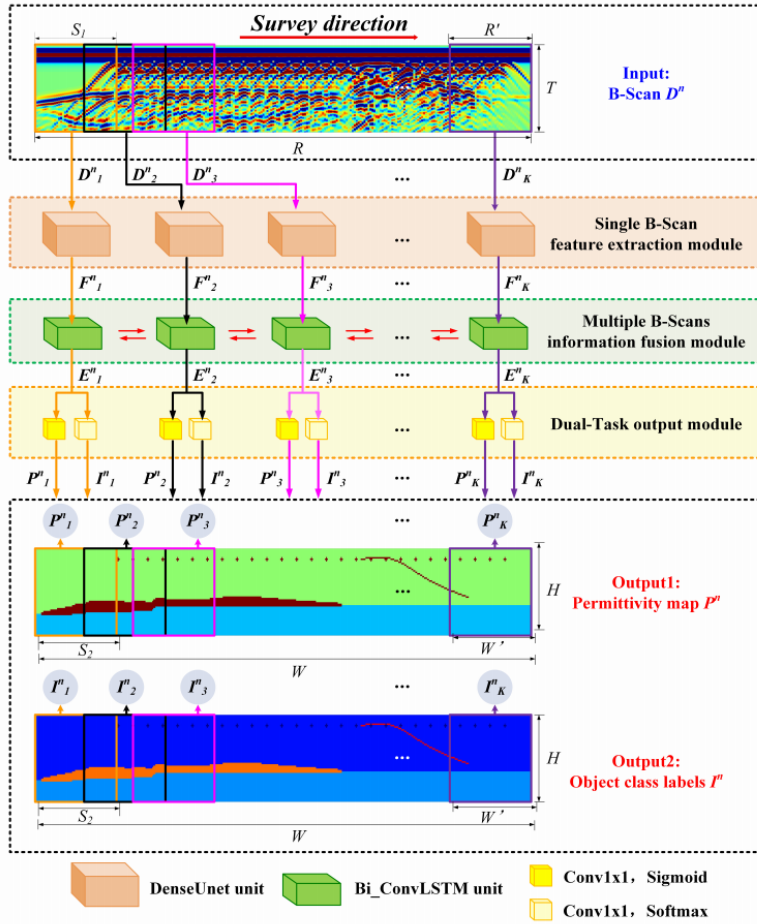 Survey direction
S1
R'
T
R
Input:
B-Scan Dⁿ
Dⁿ1 Dⁿ2 Dⁿ3 ... DⁿK
...
Single B-Scan
feature extraction module
Fⁿ1 Fⁿ2 Fⁿ3 ... FⁿK
...
Multiple B-Scans
information fusion module
Eⁿ1 Eⁿ2 Eⁿ3 ... EⁿK
...
Dual-Task output module
Pⁿ1 Iⁿ1 Pⁿ2 Iⁿ2 Pⁿ3 Iⁿ3 ... PⁿK IⁿK
Pⁿ1 Pⁿ2 Pⁿ3 ... PⁿK
...
H
Output1:
Permittivity map Pⁿ
S2
W'
W
Iⁿ1 Iⁿ2 Iⁿ3 ... IⁿK
...
H
Output2:
Object class labels Iⁿ
S2
W'
W
DenseUnet unit
Bi_ConvLSTM unit
Conv1x1，Sigmoid
Conv1x1，Softmax